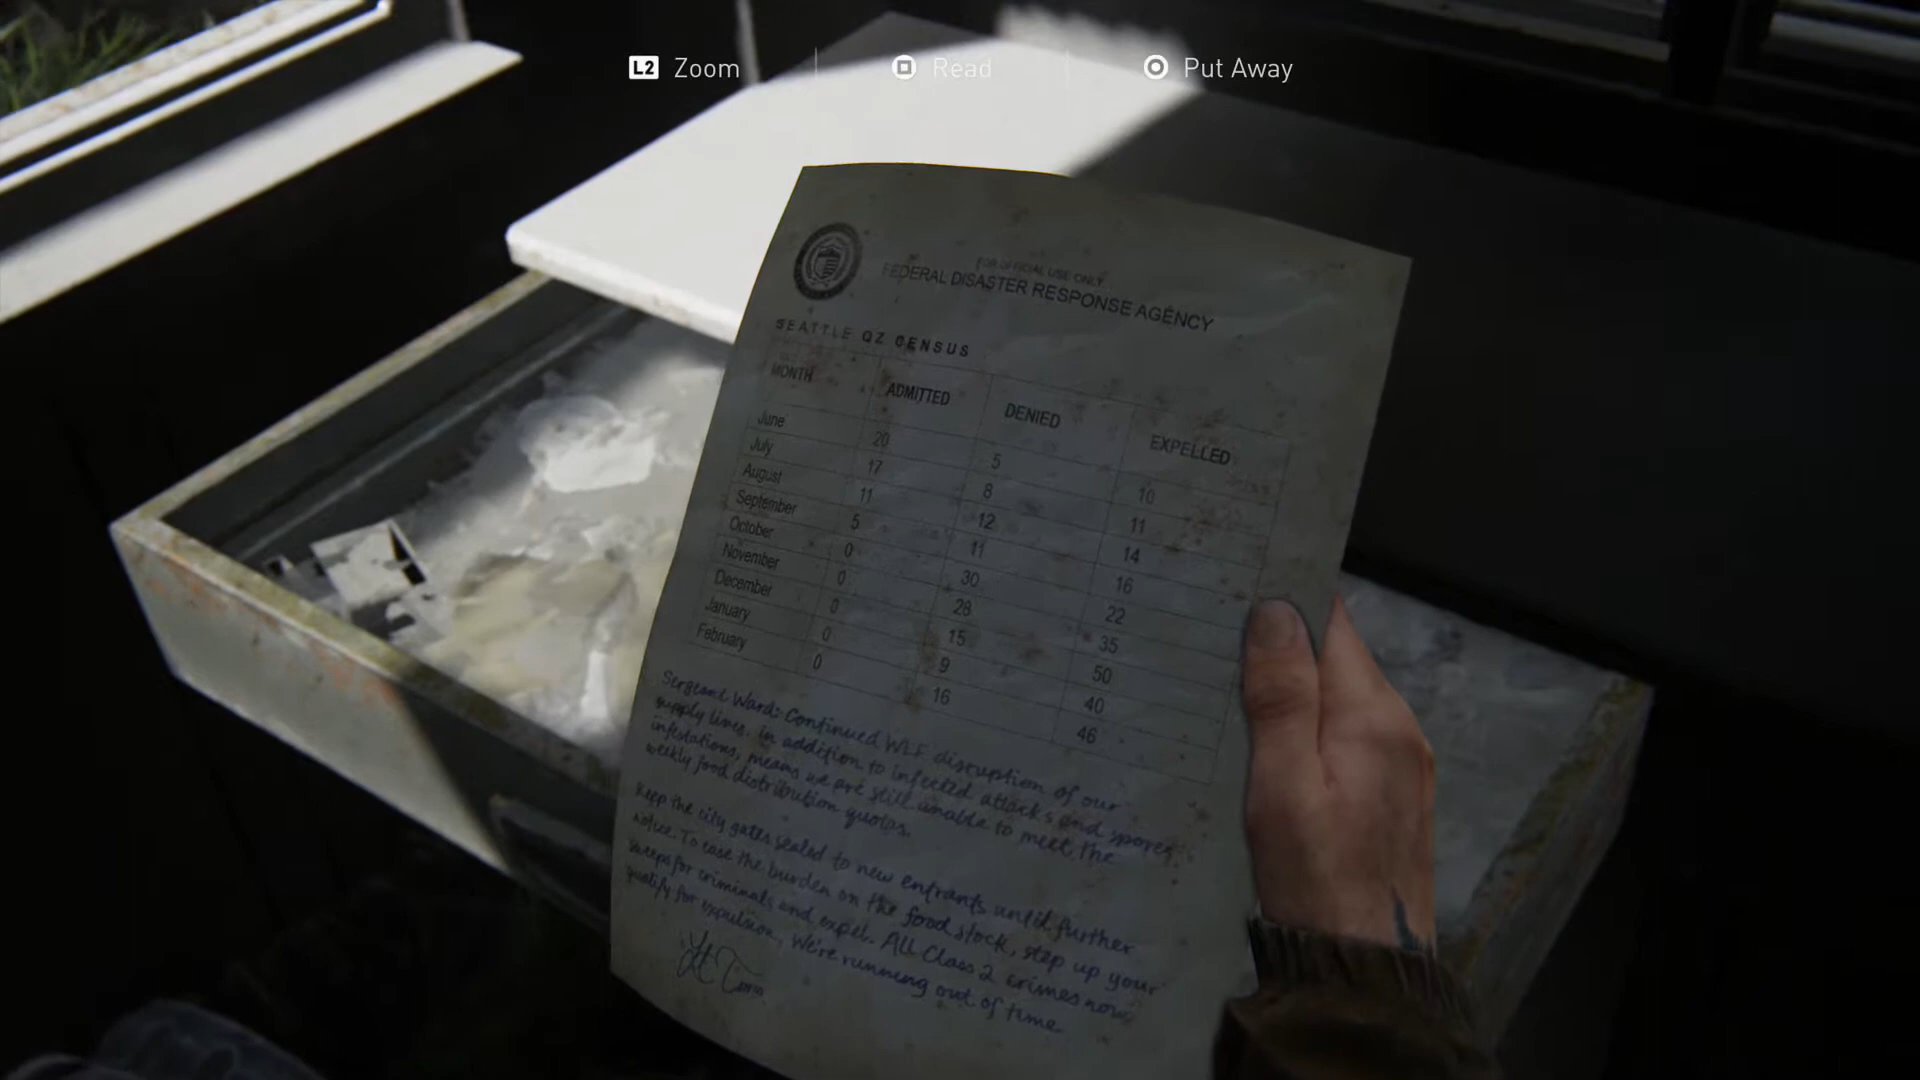 L2 Zoom Read Put Away
FOR OFFICIAL USE ONLY
FEDERAL DISASTER RESPONSE AGENCY
SEATTLE QZ CENSUS
MONTH ADMITTED DENIED EXPELLED
June 20 5 10
July 17 8 11
August 11 12 14
September 5 11 16
October 0 30 22
November 0 28 35
December 0 15 50
January 0 9 40
February 0 16 46
Sergeant Ward: Continued WLF disruption of our
supply lines, in addition to infected attacks and spores
infestations, means we are still unable to meet the
weekly food distribution quotas.
Kepp the city gates sealed to new entrants until further
notice. To ease the burden on the food stock, step up your
sweeps for criminals and expel. All Class 2 crimes now
qualify for expulsion, We're running out of time